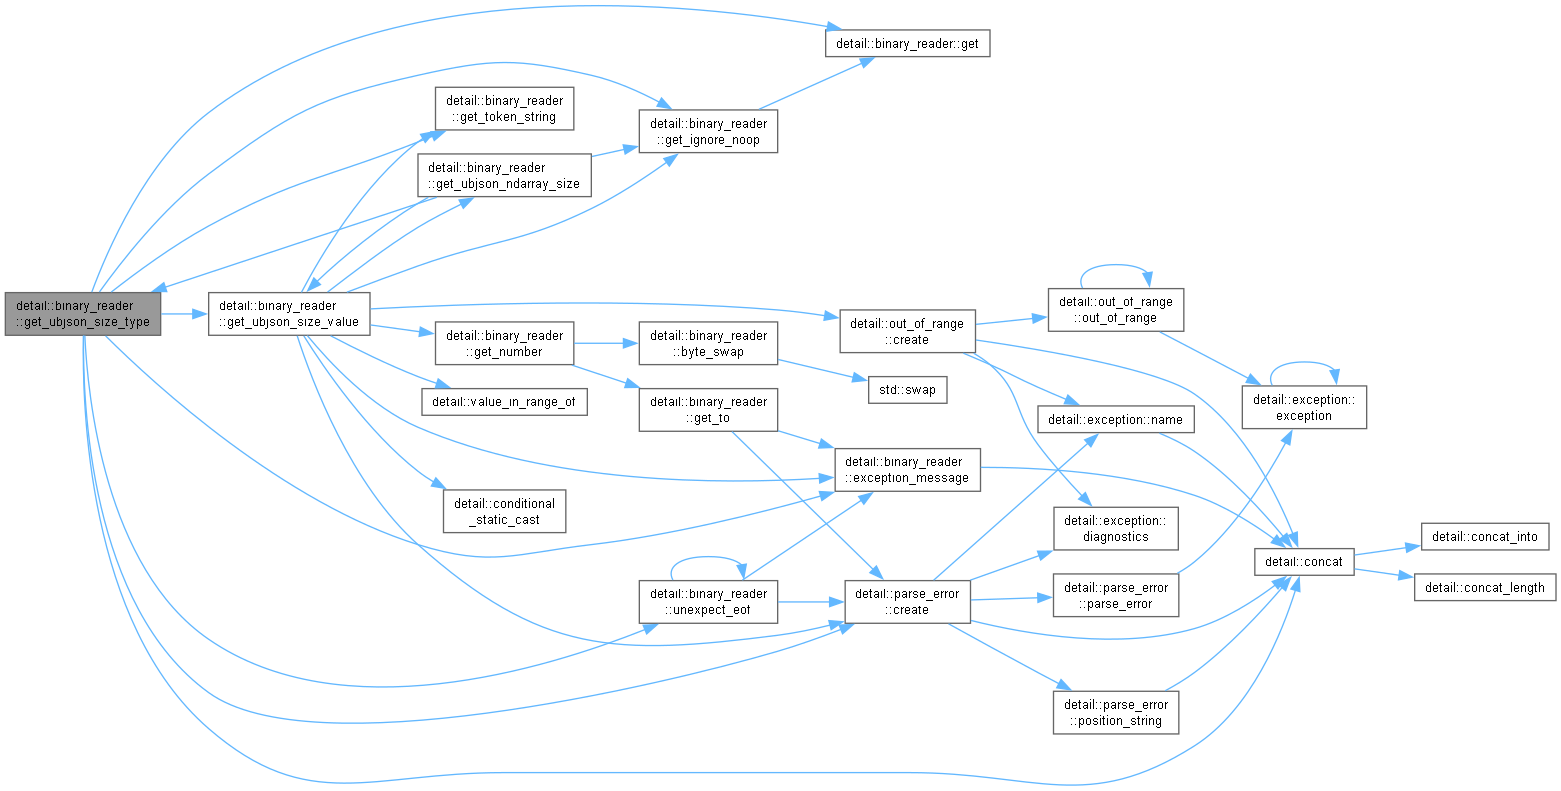 detail::binary_reader::get
detail::binary_reader
::get_token_string
detail::binary_reader
::get_ignore_noop
detail::binary_reader
::get_ubjson_ndarray_size
detail::binary_reader
::get_ubjson_size_type
detail::binary_reader
::get_ubjson_size_value
detail::out_of_range
::out_of_range
detail::out_of_range
::create
detail::binary_reader
::get_number
detail::binary_reader
::byte_swap
std::swap
detail::value_in_range_of
detail::binary_reader
::get_to
detail::exception::
exception
detail::exception::name
detail::binary_reader
::exception_message
detail::conditional
_static_cast
detail::exception::
diagnostics
detail::concat_into
detail::concat
detail::concat_length
detail::binary_reader
::unexpect_eof
detail::parse_error
::create
detail::parse_error
::parse_error
detail::parse_error
::position_string